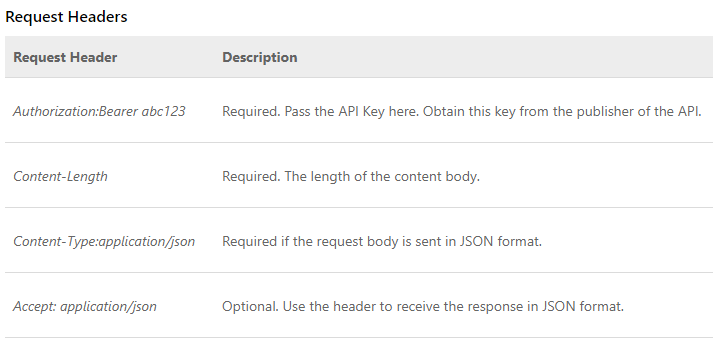 Request Headers
Request Header Description
Authorization:Bearer abc123 Required. Pass the API Key here. Obtain this key from the publisher of the API.
Content-Length Required. The length of the content body.
Content-Type:application/json Required if the request body is sent in JSON format.
Accept: application/json Optional. Use the header to receive the response in JSON format.